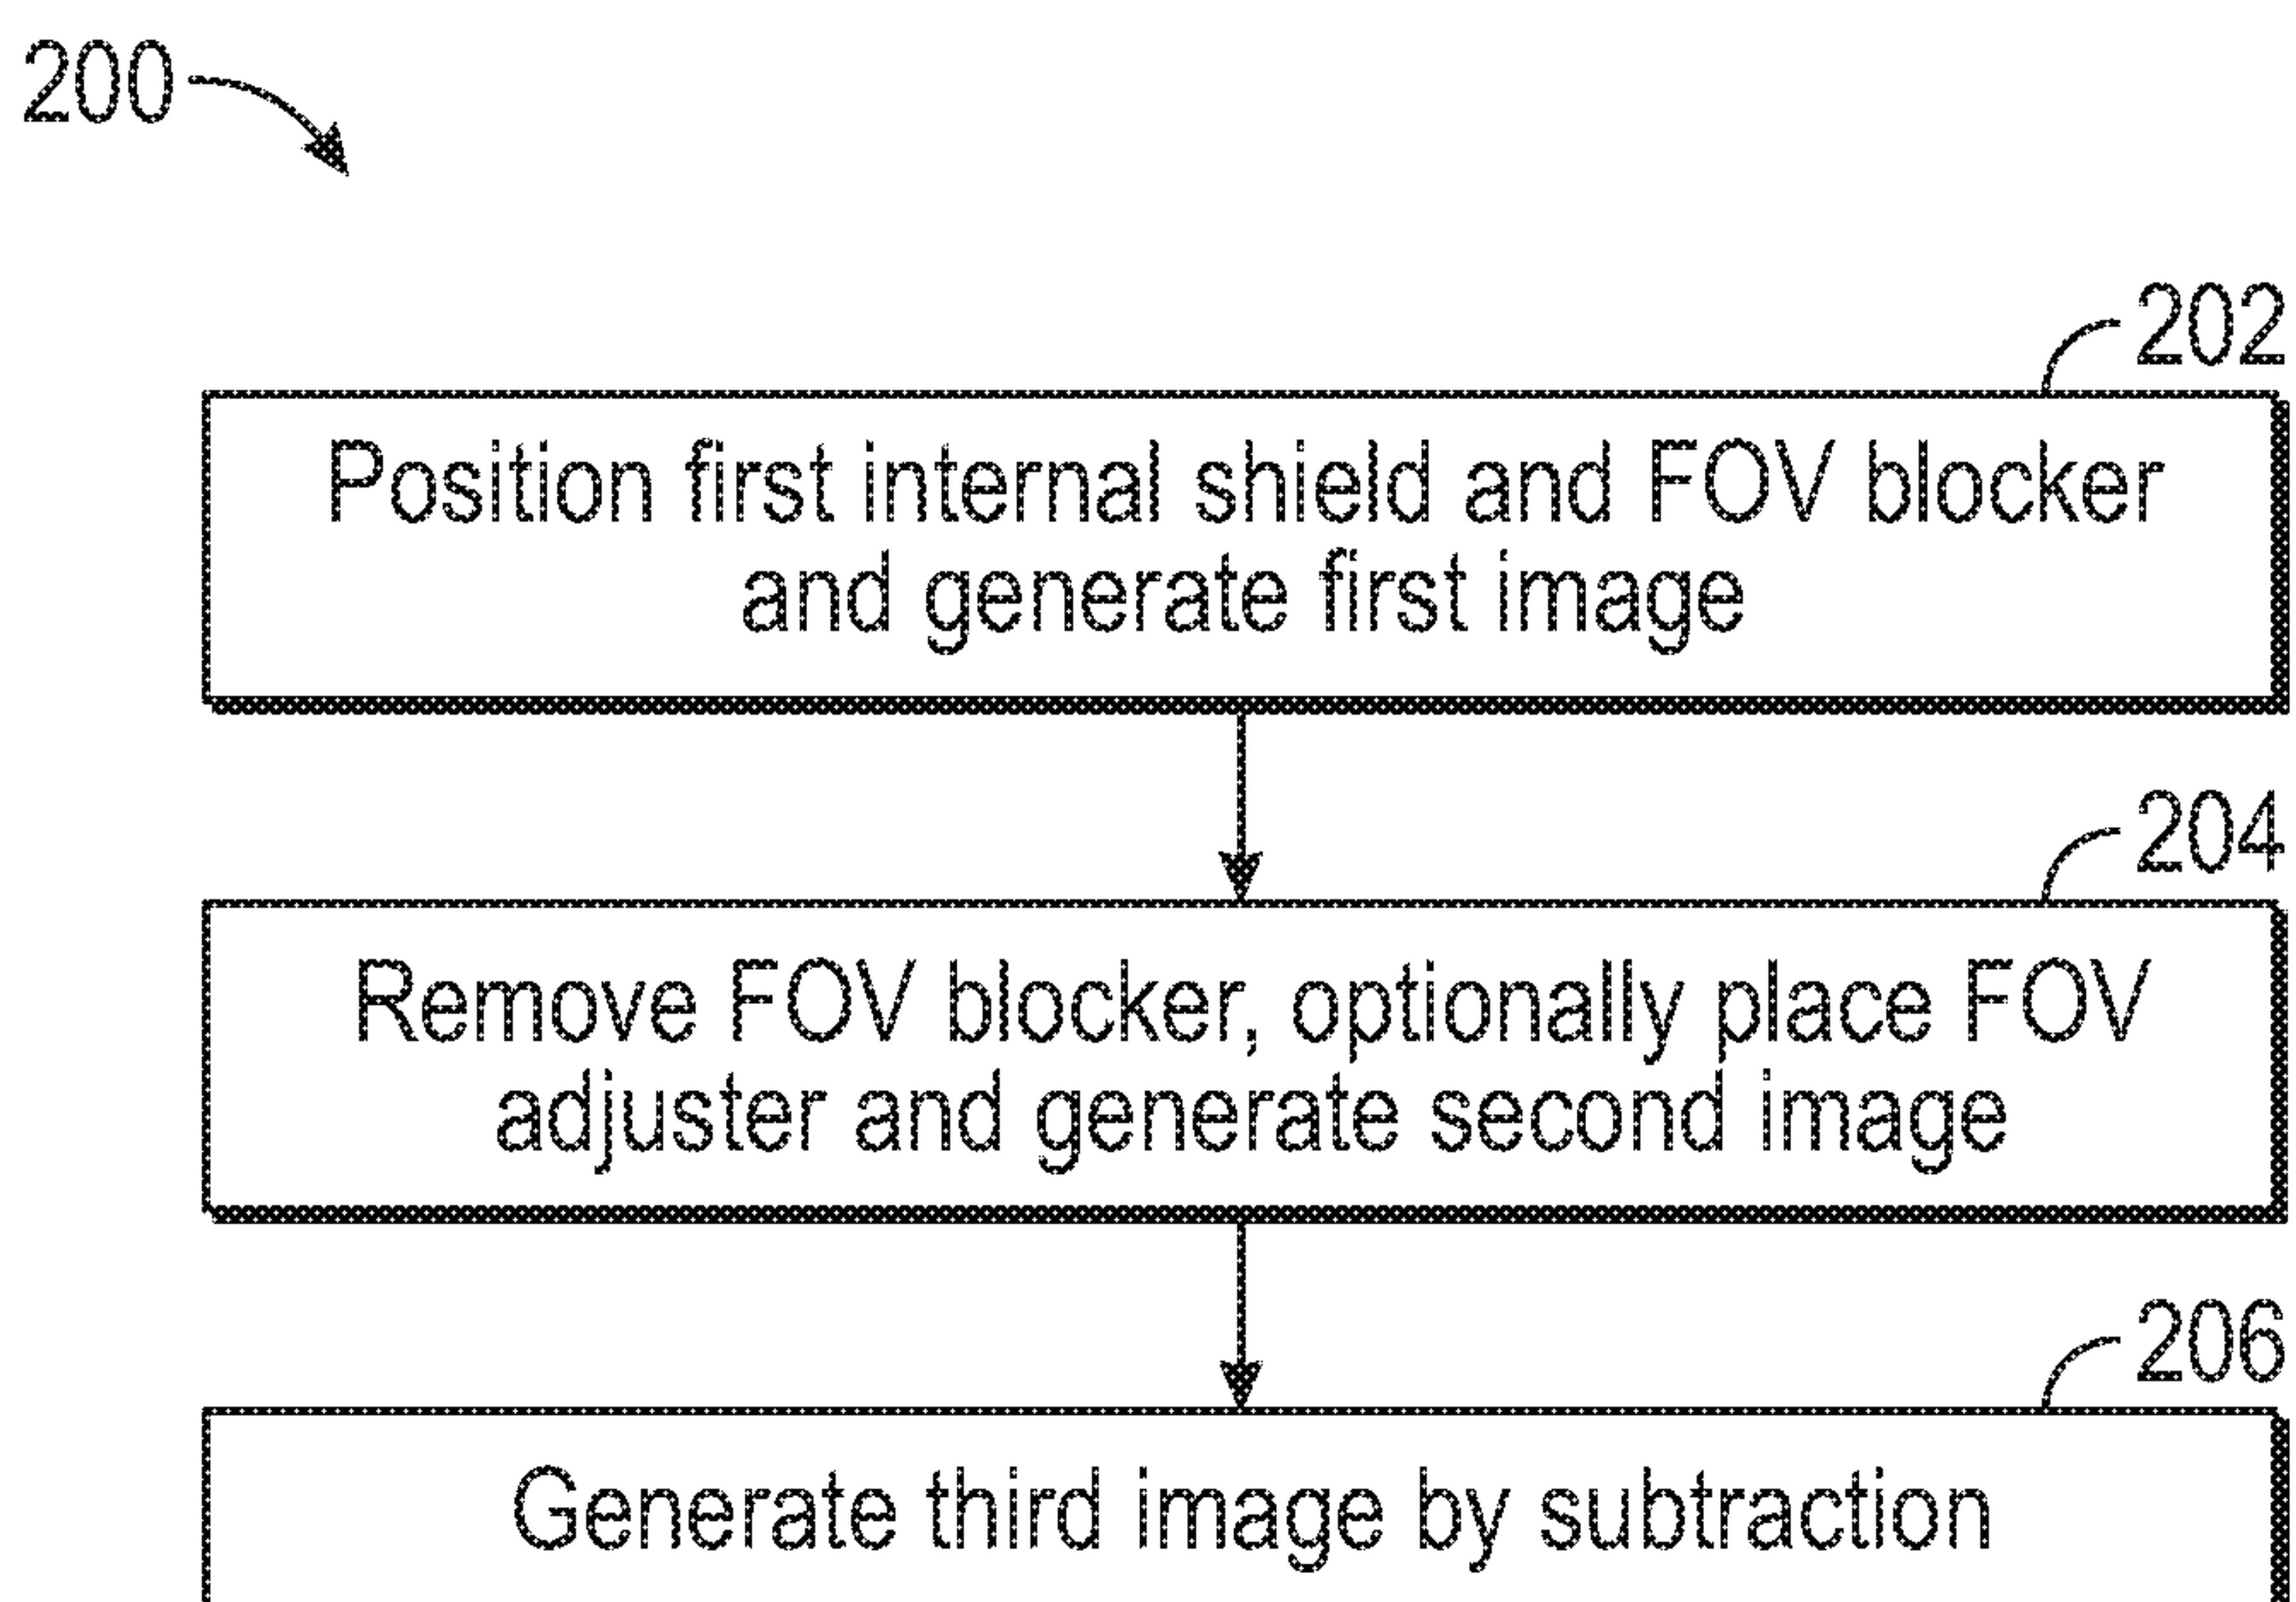 200
202
Position first internal shield and FOV blocker
and generate first image
204
Remove FOV blocker, optionally place FOV
adjuster and generate second image
206
Generate third image by subtraction